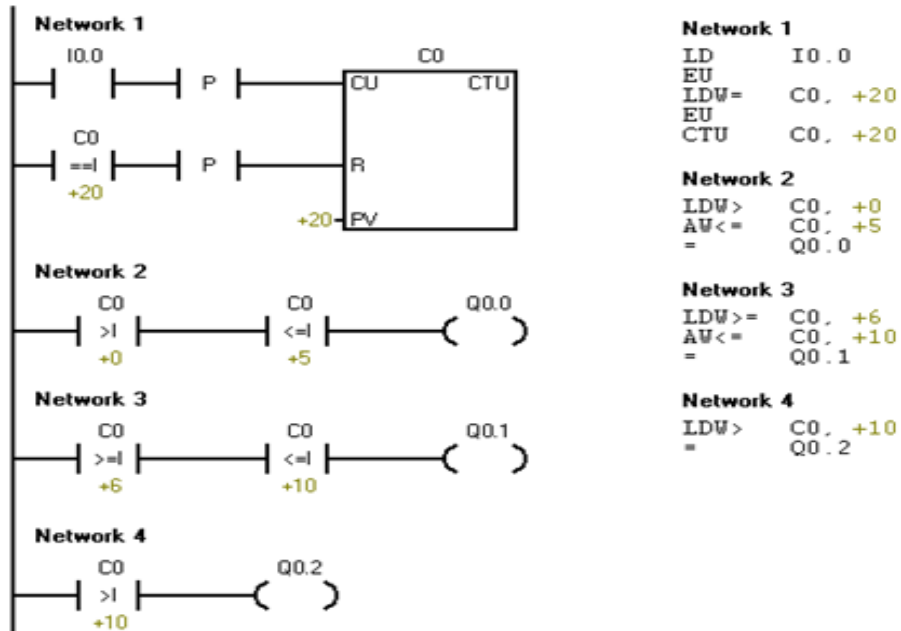 Network 1
I0.0 C0
P CU CTU
C0
==I P R
+20
+20 PV
Network 2
C0 C0 Q0.0
>I <=I
+0 +5
Network 3
C0 C0 Q0.1
>=I <=I
+6 +10
Network 4
C0 Q0.2
>I
+10
Network 1
LD I0.0
EU
LDW= C0, +20
EU
CTU C0, +20
Network 2
LDW> C0, +0
AW<= C0, +5
= Q0.0
Network 3
LDW>= C0, +6
AW<= C0, +10
= Q0.1
Network 4
LDW> C0, +10
= Q0.2